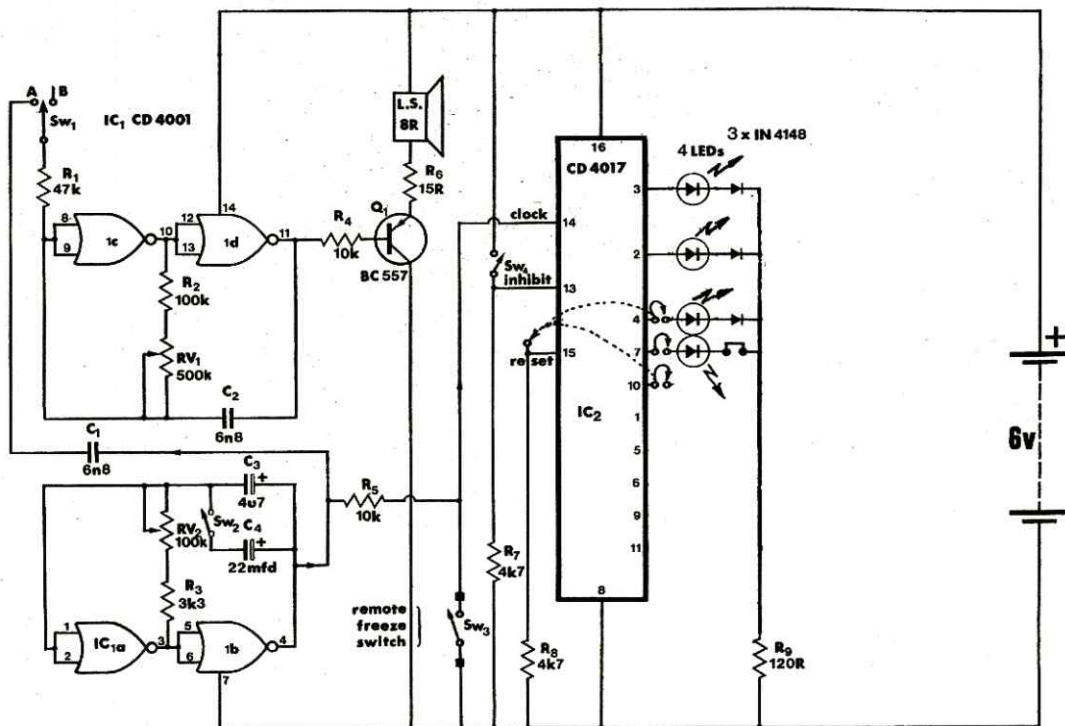 A B
Sw1
IC1 CD 4001
R1
47k
8
9
1c
10
12
13
14
1d
11
R2
100k
RV1
500k
C2
6n8
C1
6n8
R4
10k
Q1
BC 557
L.S.
8R
R6
15R
C3
4υ7
Sw2
C4
22mfd
RV2
100k
R3
3k3
1
2
IC1a
3
5
6
1b
4
7
R5
10k
remote
freeze
switch
Sw3
R7
4k7
R8
4k7
Sw4
inhibit
clock
reset
16
CD 4017
14
13
15
IC2
8
3
2
4
7
10
1
5
6
9
11
4 LEDs
3 x IN 4148
R9
120R
+
6v